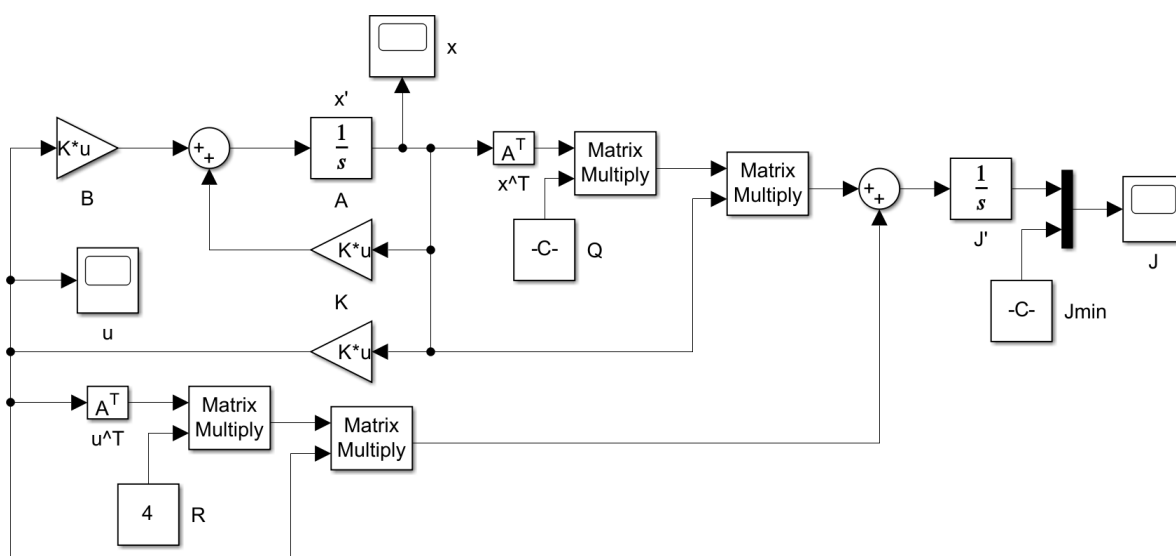 x
x'
K*u
+
+
1
s
A^T
Matrix
Multiply
Matrix
Multiply
+
+
1
s
B
A
x^T
J'
K*u
-C-
Q
J
u
K
-C-
Jmin
K*u
A^T
Matrix
Multiply
Matrix
Multiply
u^T
4
R